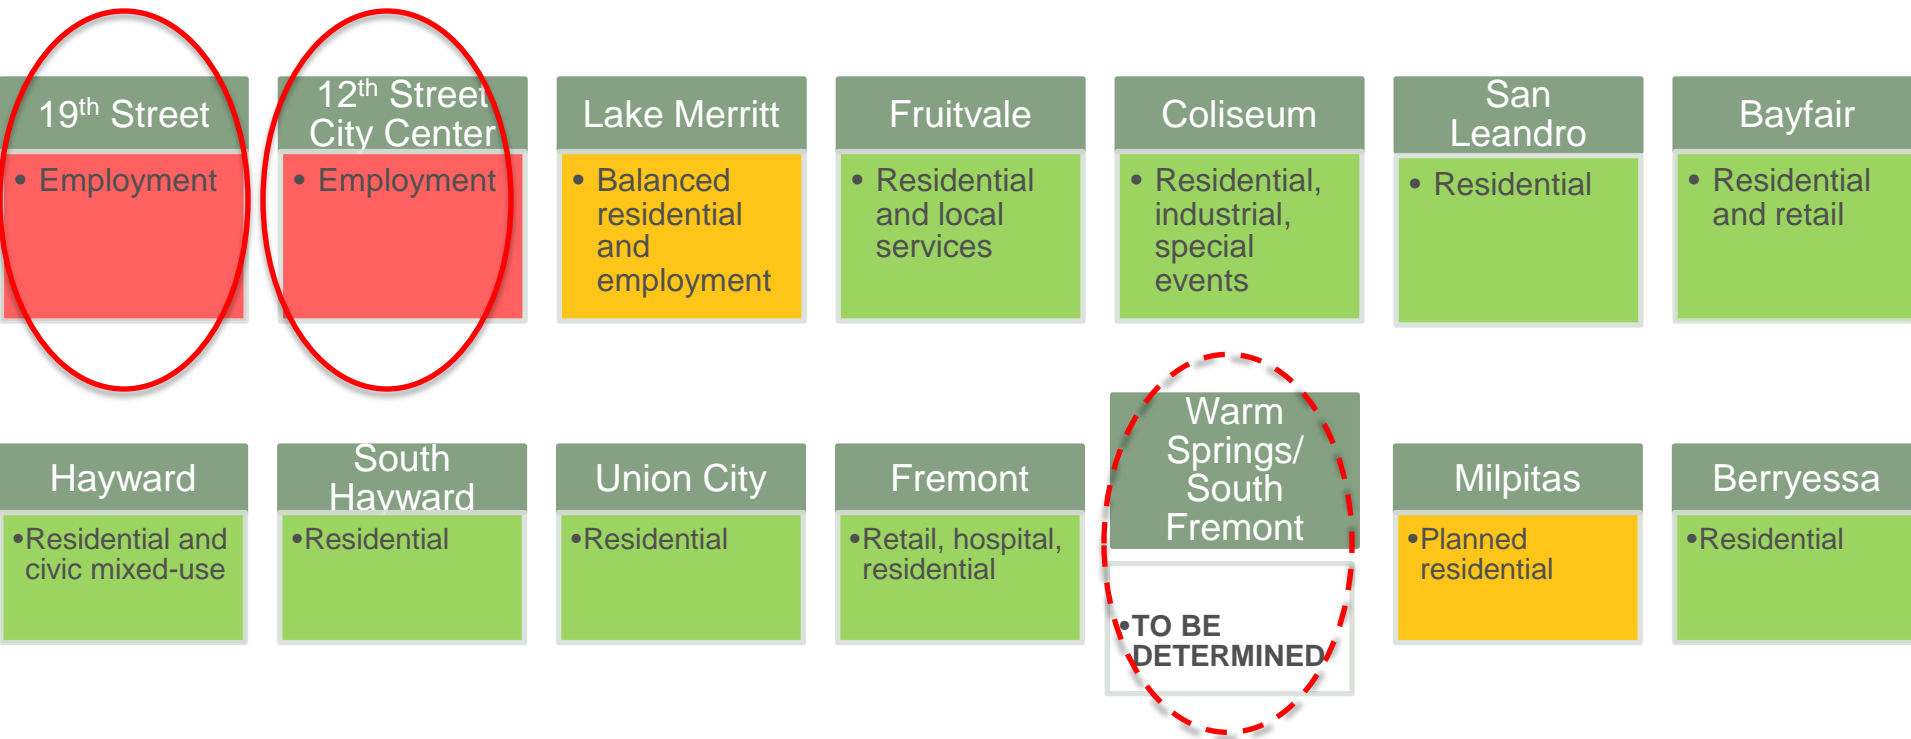 19th Street
• Employment
12th Street
City Center
• Employment
Lake Merritt
• Balanced
residential
and
employment
Fruitvale
• Residential
and local
services
Coliseum
• Residential,
industrial,
special
events
San
Leandro
• Residential
Bayfair
• Residential
and retail
Hayward
•Residential and
civic mixed-use
South
Hayward
•Residential
Union City
•Residential
Fremont
•Retail, hospital,
residential
Warm
Springs/
South
Fremont
•TO BE
DETERMINED
Milpitas
•Planned
residential
Berryessa
•Residential